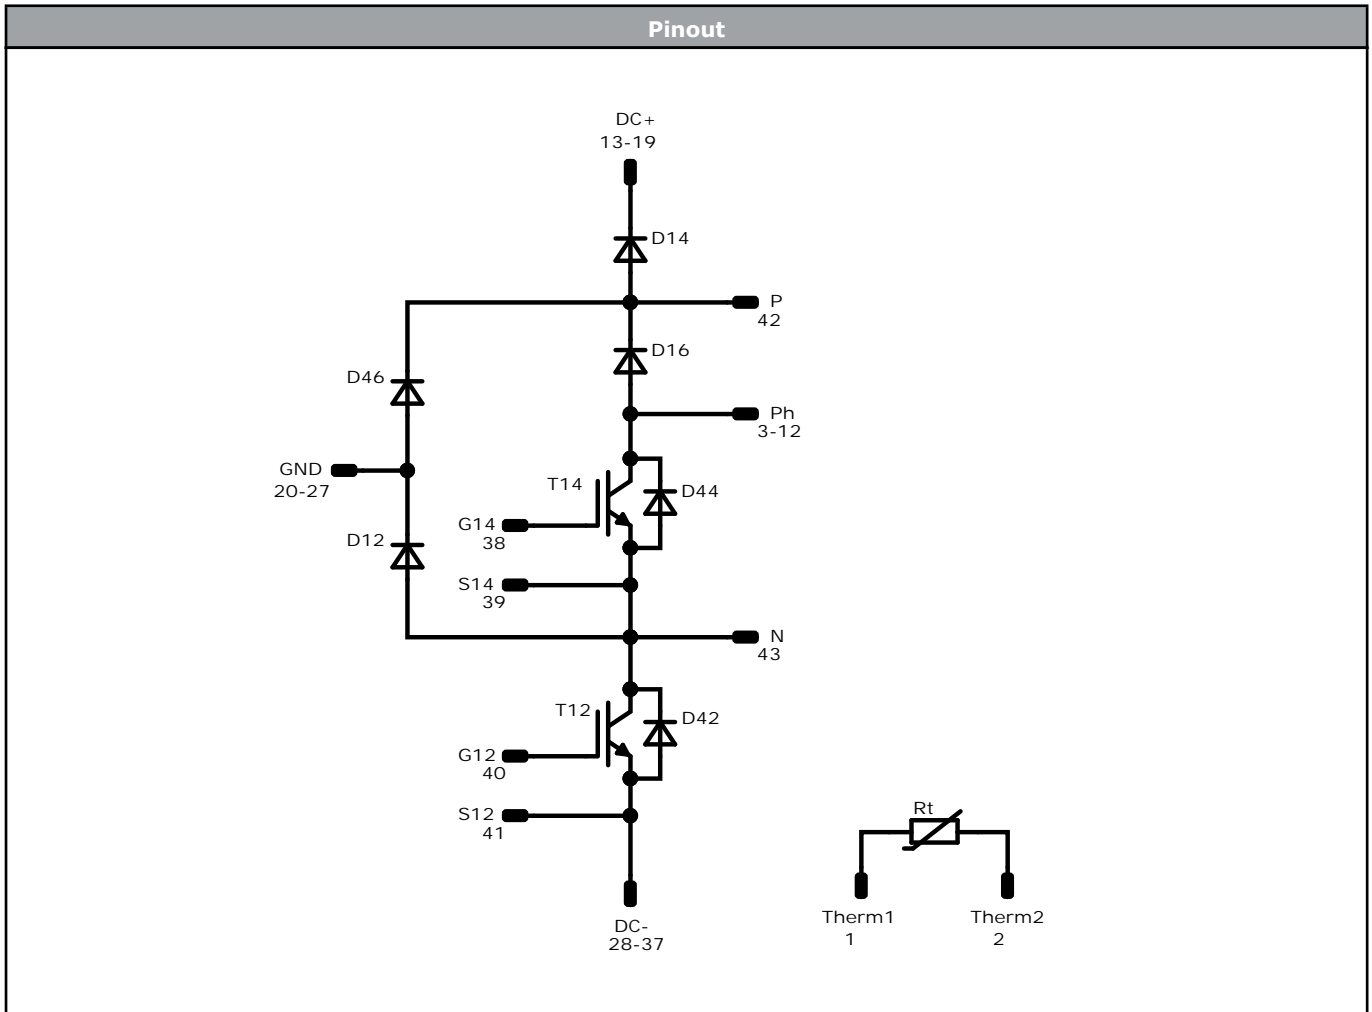 Pinout
DC+
13-19
D14
P
42
D16
D46
Ph
3-12
GND
20-27
T14
D44
G14
38
D12
S14
39
N
43
T12
D42
G12
40
S12
41
Rt
DC-
28-37
Therm1
1
Therm2
2